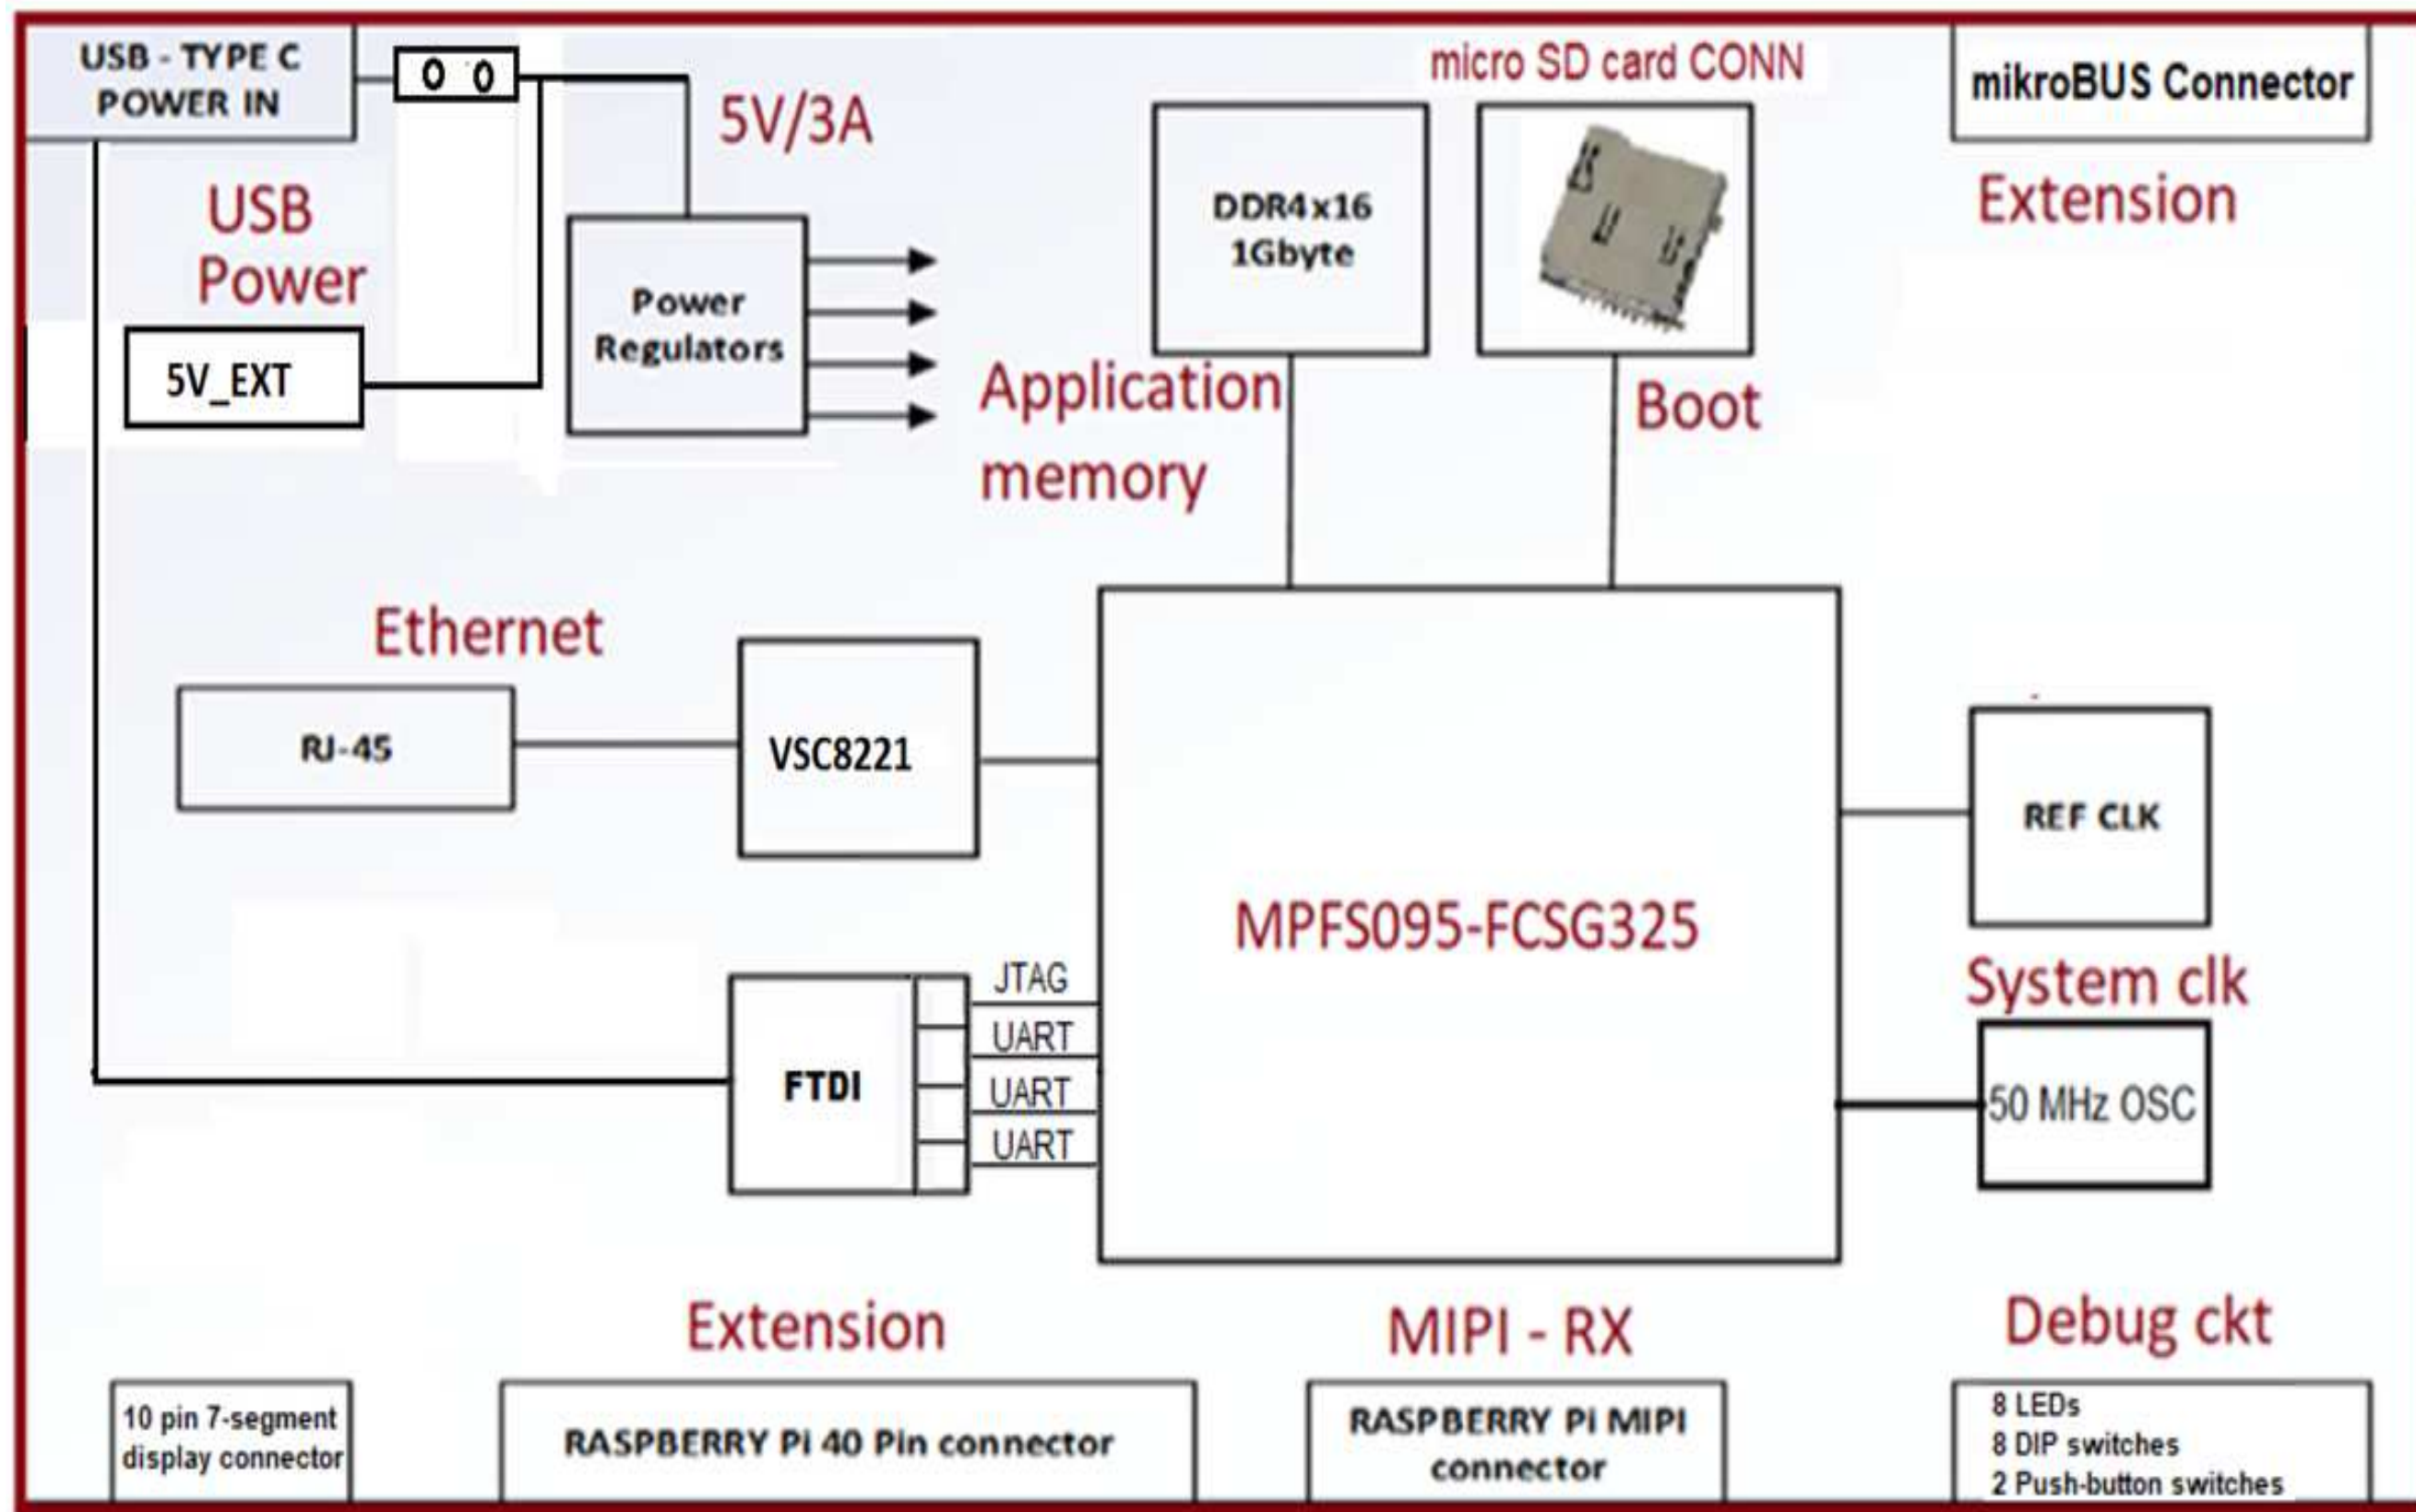 USB - TYPE C
POWER IN
0 0
5V/3A
USB
Power
5V_EXT
Power
Regulators
micro SD card CONN
DDR4x16
1Gbyte
Application
memory
Boot
mikroBUS Connector
Extension
Ethernet
RJ-45
VSC8221
MPFS095-FCSG325
REF CLK
System clk
50 MHz OSC
FTDI
JTAG
UART
UART
UART
Extension
MIPI - RX
Debug ckt
10 pin 7-segment
display connector
RASPBERRY Pi 40 Pin connector
RASPBERRY Pi MIPI
connector
8 LEDs
8 DIP switches
2 Push-button switches